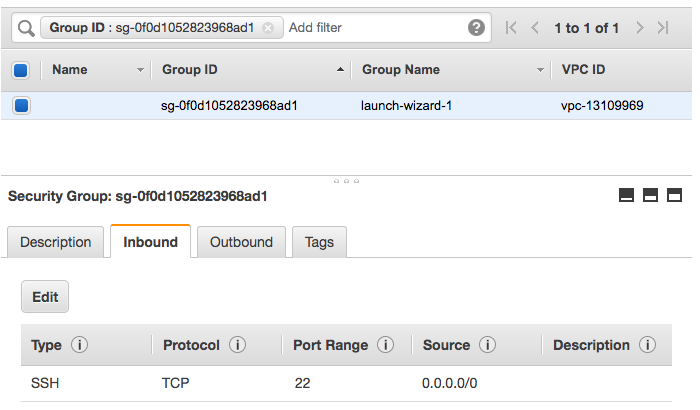 Group ID : sg-0f0d1052823968ad1 Add filter 1 to 1 of 1
Name Group ID Group Name VPC ID
sg-0f0d1052823968ad1 launch-wizard-1 vpc-13109969
Security Group: sg-0f0d1052823968ad1
Description Inbound Outbound Tags
Edit
Type Protocol Port Range Source Description
SSH TCP 22 0.0.0.0/0